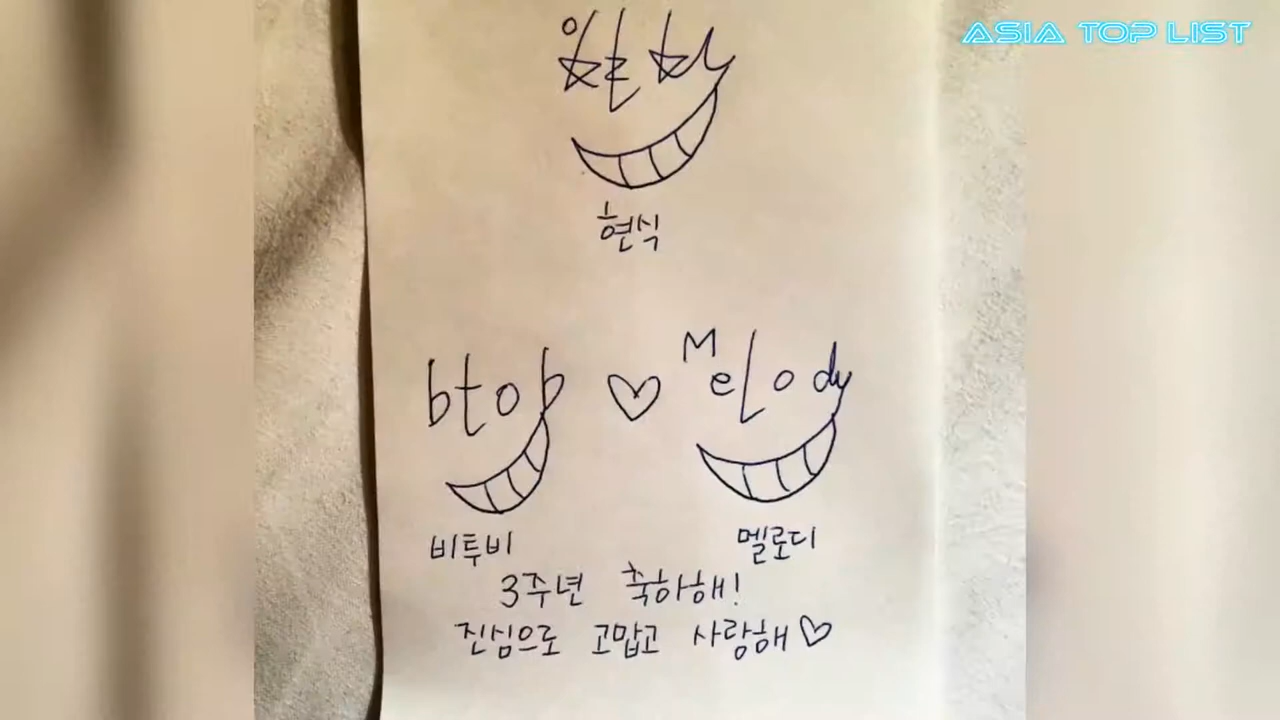 ASIA TOP LIST
현식
btob ♡ Melody
비투비 멜로디
3주년 축하해!
진심으로 고맙고 사랑해♡